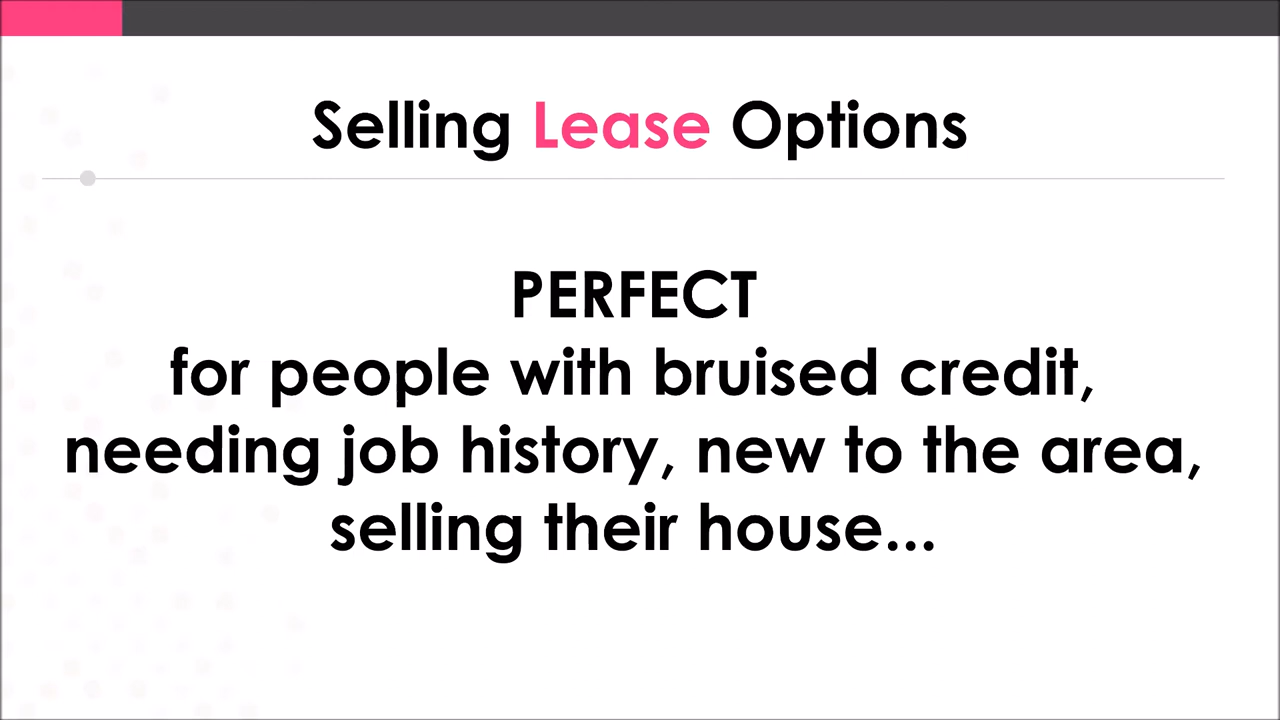 Selling Lease Options
PERFECT
for people with bruised credit,
needing job history, new to the area,
selling their house...